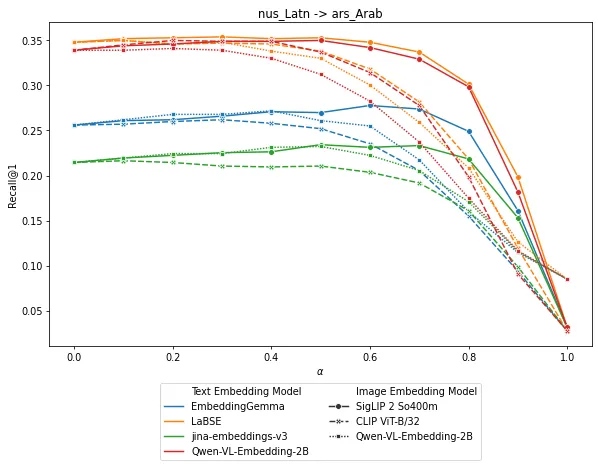 nus_Latn -> ars_Arab
Recall@1
0.35
0.30
0.25
0.20
0.15
0.10
0.05
0.0 0.2 0.4 0.6 0.8 1.0
α
Text Embedding Model
EmbeddingGemma
LaBSE
jina-embeddings-v3
Qwen-VL-Embedding-2B
Image Embedding Model
SigLIP 2 So400m
CLIP ViT-B/32
Qwen-VL-Embedding-2B